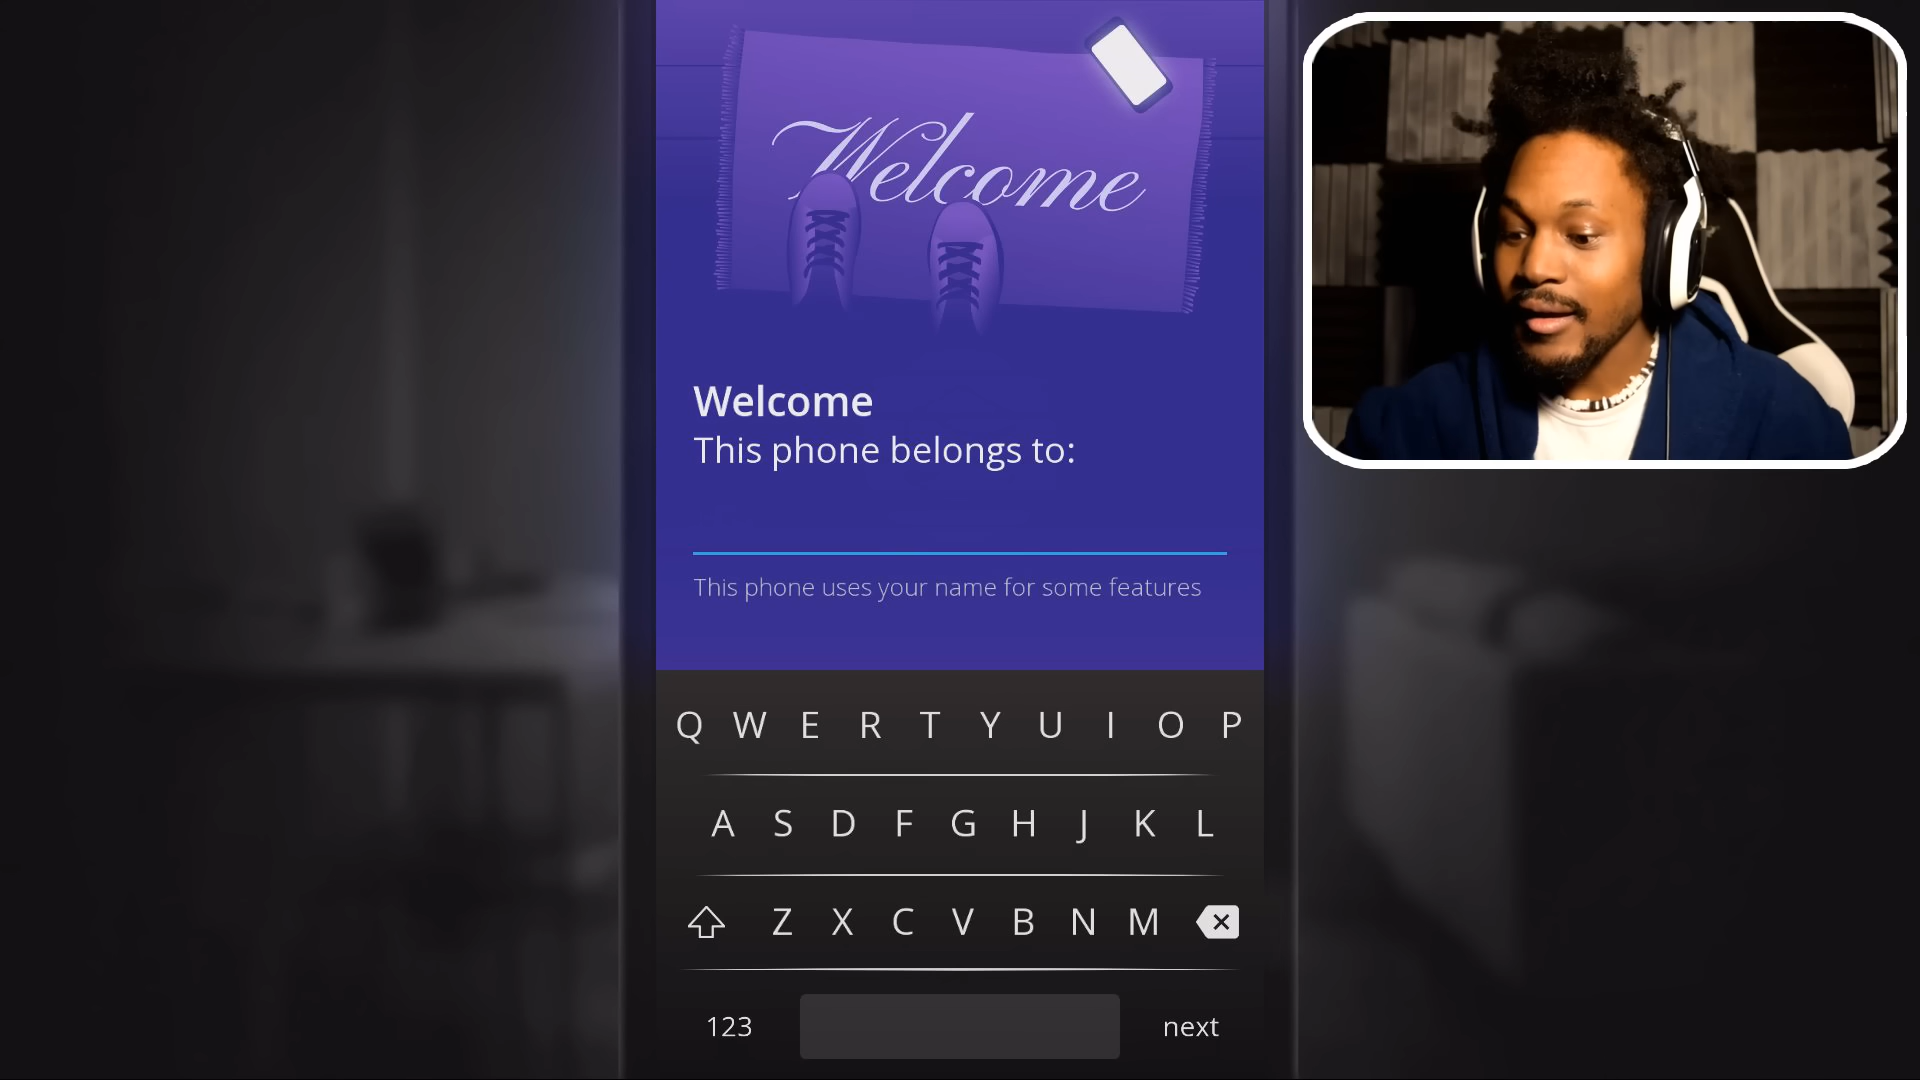 Welcome
Welcome
This phone belongs to:
This phone uses your name for some features
Q W E R T Y U I O P
A S D F G H J K L
Z X C V B N M
123 next